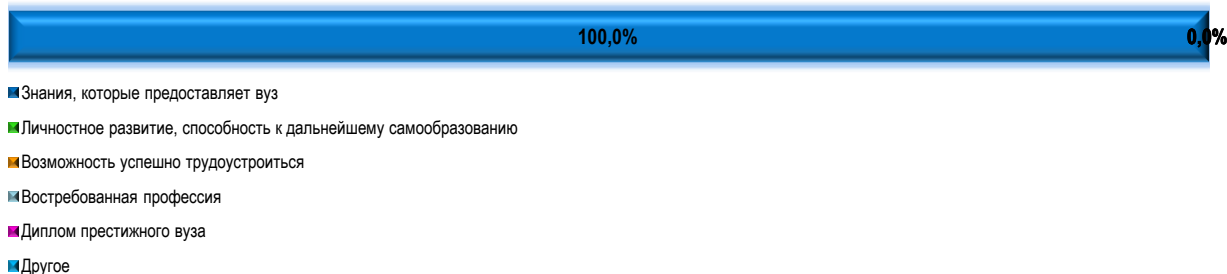 100,0% 0,0%
Знания, которые предоставляет вуз
Личностное развитие, способность к дальнейшему самообразованию
Возможность успешно трудоустроиться
Востребованная профессия
Диплом престижного вуза
Другое